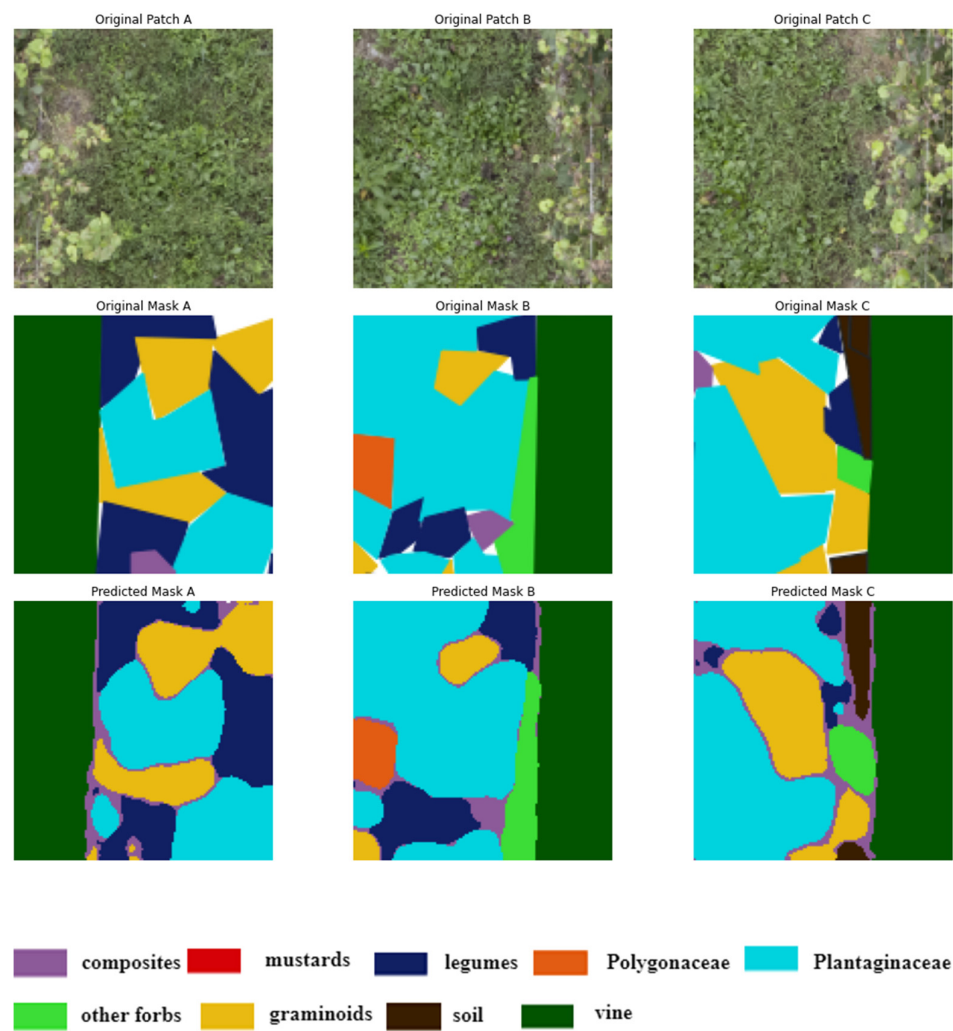 Original Patch A Original Patch B Original Patch C
Original Mask A Original Mask B Original Mask C
Predicted Mask A Predicted Mask B Predicted Mask C
composites mustards legumes Polygonaceae Plantaginaceae
other forbs graminoids soil vine